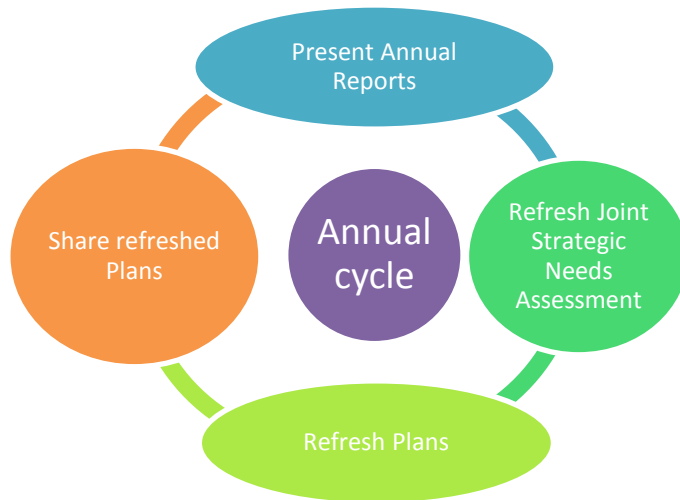 Present Annual
Reports
Refresh Joint
Strategic
Needs
Assessment
Refresh Plans
Share refreshed
Plans
Annual
cycle